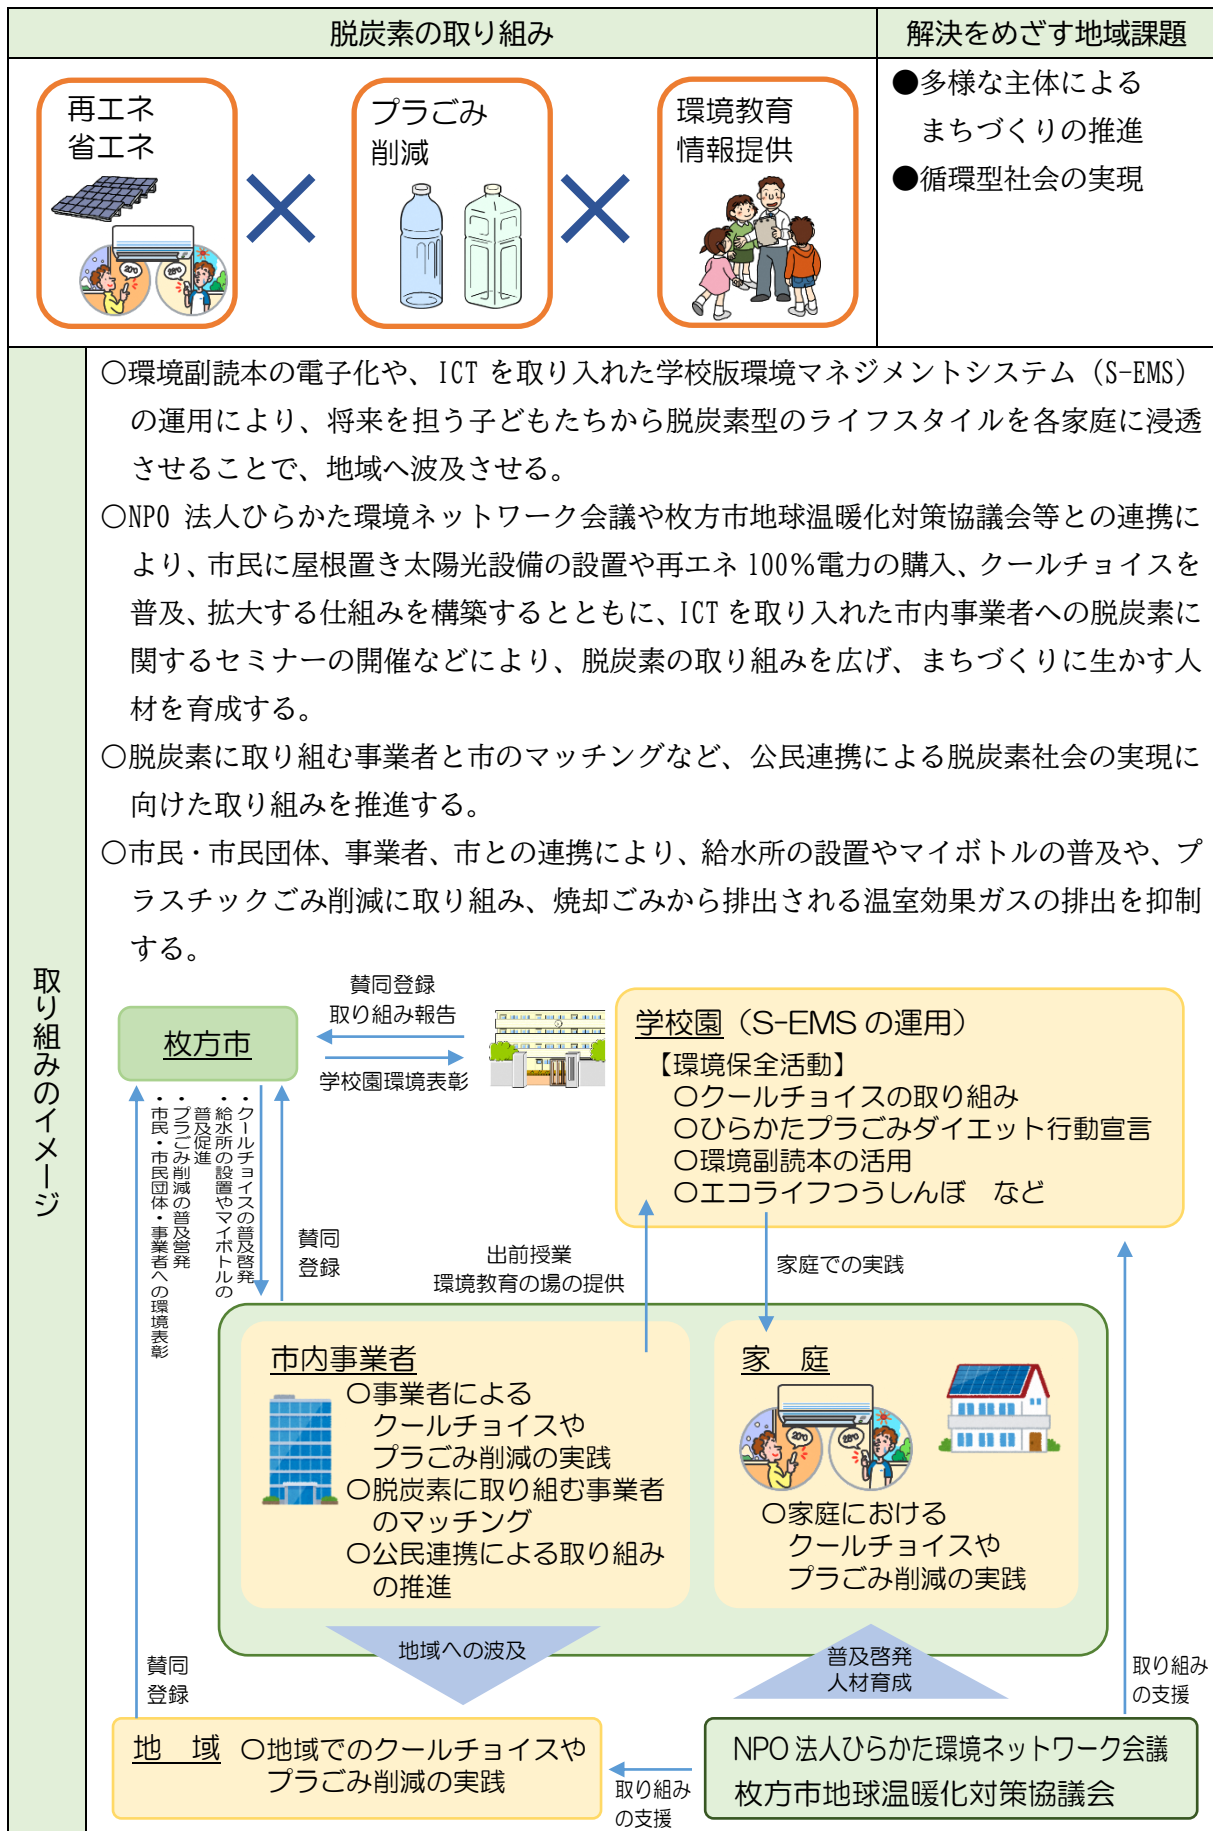 脱炭素の取り組み
解決をめざす地域課題
再エネ
省エネ
20℃
28℃
プラごみ
削減
環境教育
情報提供
●多様な主体による
まちづくりの推進
●循環型社会の実現
取り組みのイメージ
〇環境副読本の電子化や、ICT を取り入れた学校版環境マネジメントシステム（S-EMS）
の運用により、将来を担う子どもたちから脱炭素型のライフスタイルを各家庭に浸透
させることで、地域へ波及させる。
〇NPO 法人ひらかた環境ネットワーク会議や枚方市地球温暖化対策協議会等との連携に
より、市民に屋根置き太陽光設備の設置や再エネ 100％電力の購入、クールチョイスを
普及、拡大する仕組みを構築するとともに、ICT を取り入れた市内事業者への脱炭素に
関するセミナーの開催などにより、脱炭素の取り組みを広げ、まちづくりに生かす人
材を育成する。
〇脱炭素に取り組む事業者と市のマッチングなど、公民連携による脱炭素社会の実現に
向けた取り組みを推進する。
〇市民・市民団体、事業者、市との連携により、給水所の設置やマイボトルの普及や、プ
ラスチックごみ削減に取り組み、焼却ごみから排出される温室効果ガスの排出を抑制
する。
枚方市
賛同登録
取り組み報告
学校園環境表彰
学校園（S-EMS の運用）
【環境保全活動】
〇クールチョイスの取り組み
〇ひらかたプラごみダイエット行動宣言
〇環境副読本の活用
〇エコライフつうしんぼ　など
・クールチョイスの普及啓発
・給水所の設置やマイボトルの
普及促進
・プラごみ削減の普及営発
・市民・市民団体・事業者への環境表彰
賛同
登録
出前授業
環境教育の場の提供
家庭での実践
市内事業者
〇事業者による
クールチョイスや
プラごみ削減の実践
〇脱炭素に取り組む事業者
のマッチング
〇公民連携による取り組み
の推進
家　庭
20℃
28℃
〇家庭における
クールチョイスや
プラごみ削減の実践
地域への波及
普及啓発
人材育成
賛同
登録
取り組み
の支援
地　域　〇地域でのクールチョイスや
プラごみ削減の実践
取り組み
の支援
NPO 法人ひらかた環境ネットワーク会議
枚方市地球温暖化対策協議会